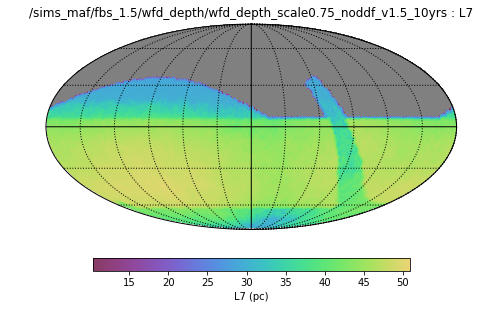 /sims_maf/fbs_1.5/wfd_depth/wfd_depth_scale0.75_noddf_v1.5_10yrs : L7
15 20 25 30 35 40 45 50
L7 (pc)